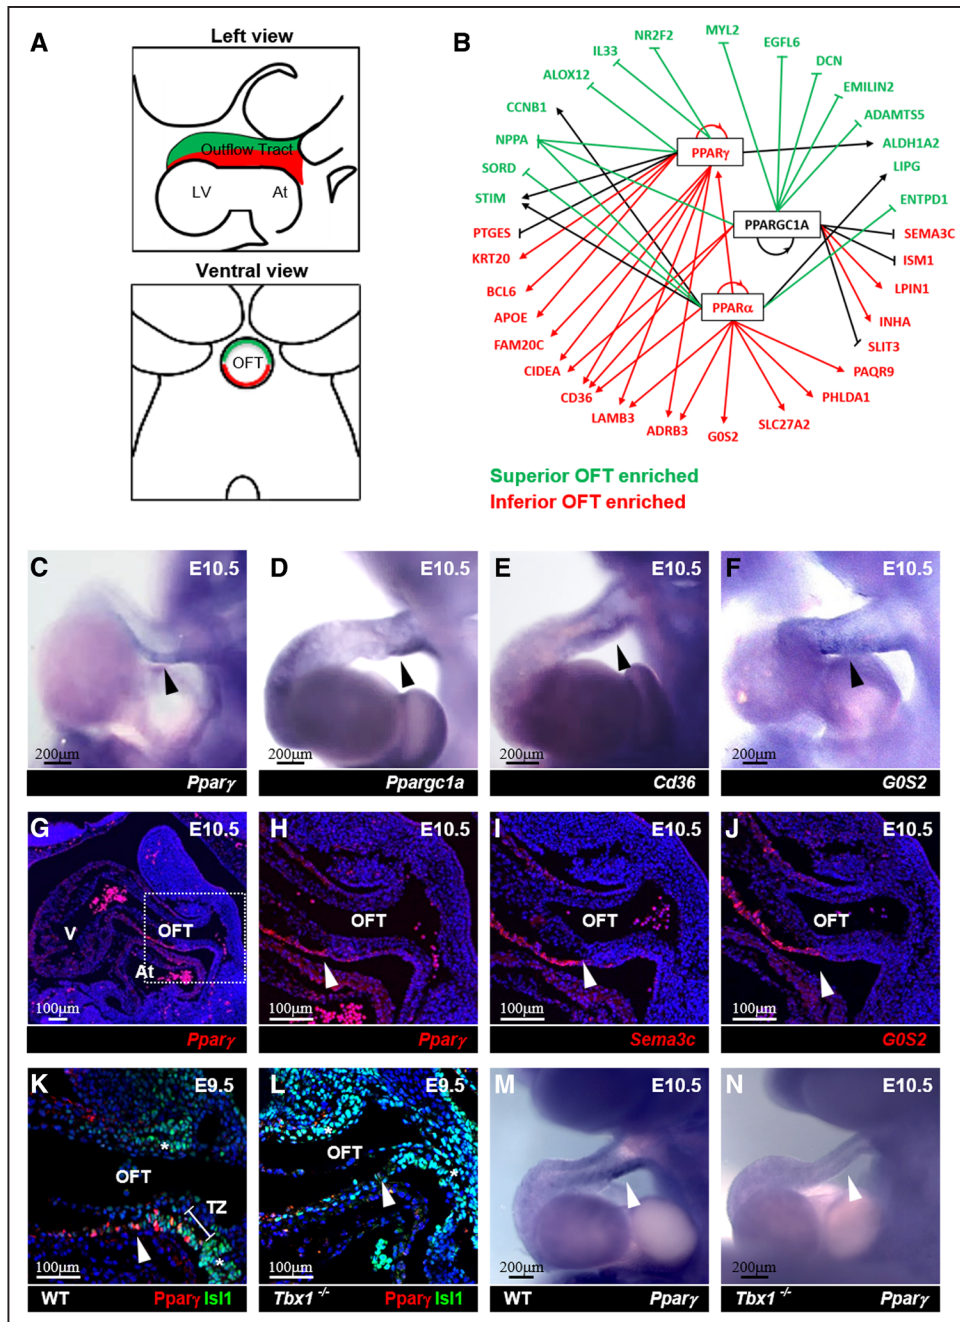 A
Left view
Outflow Tract
LV
At
Ventral view
OFT
B
MYL2
NR2F2
EGFL6
IL33
DCN
ALOX12
EMILIN2
CCNB1
ADAMTS5
NPPA
ALDH1A2
PPARγ
SORD
LIPG
STIM
ENTPD1
PPARGC1A
PTGES
SEMA3C
KRT20
ISM1
BCL6
LPIN1
PPARα
APOE
INHA
FAM20C
SLIT3
CIDEA
PAQR9
CD36
PHLDA1
LAMB3
SLC27A2
ADRB3
G0S2
Superior OFT enriched
Inferior OFT enriched
C
E10.5
200µm
Pparγ
D
E10.5
200µm
Ppargc1a
E
E10.5
200µm
Cd36
F
E10.5
200µm
G0S2
G
E10.5
V
OFT
At
100µm
Pparγ
H
E10.5
OFT
100µm
Pparγ
I
E10.5
OFT
100µm
Sema3c
J
E10.5
OFT
100µm
G0S2
K
E9.5
*
OFT
TZ
*
100µm
WT
Pparγ Isl1
L
E9.5
*
OFT
*
100µm
Tbx1 -/-
Pparγ Isl1
M
E10.5
200µm
WT
Pparγ
N
E10.5
200µm
Tbx1 -/-
Pparγ